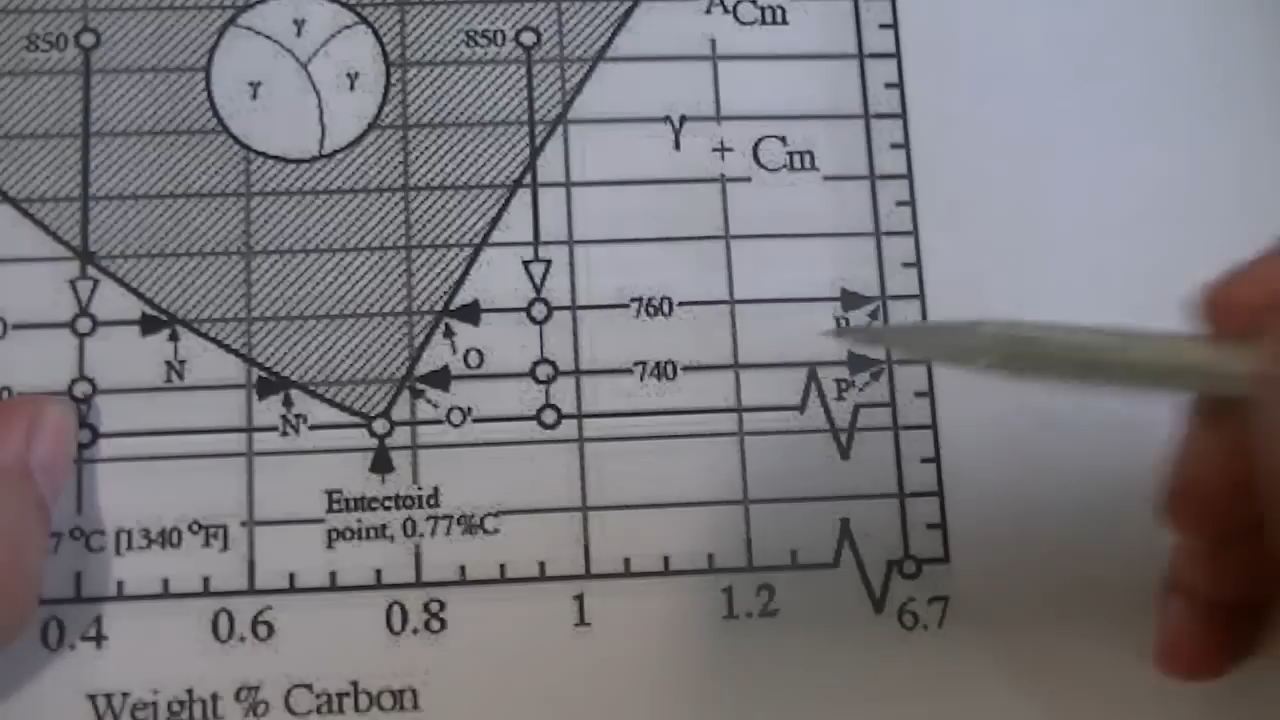 850
γ
850
ACm
γ
γ
γ + Cm
760
O
N
740
P'
N'
O'
Eutectoid
point, 0.77%C
7°C [1340 °F]
0.4 0.6 0.8 1 1.2 6.7
Weight % Carbon